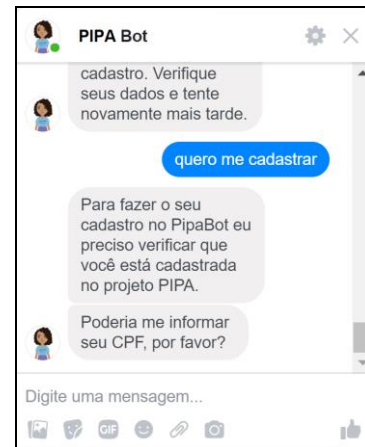 PIPA Bot
cadastro. Verifique
seus dados e tente
novamente mais tarde.
quero me cadastrar
Para fazer o seu
cadastro no PipaBot eu
preciso verificar que
você está cadastrada
no projeto PIPA.
Poderia me informar
seu CPF, por favor?
Digite uma mensagem...
GIF